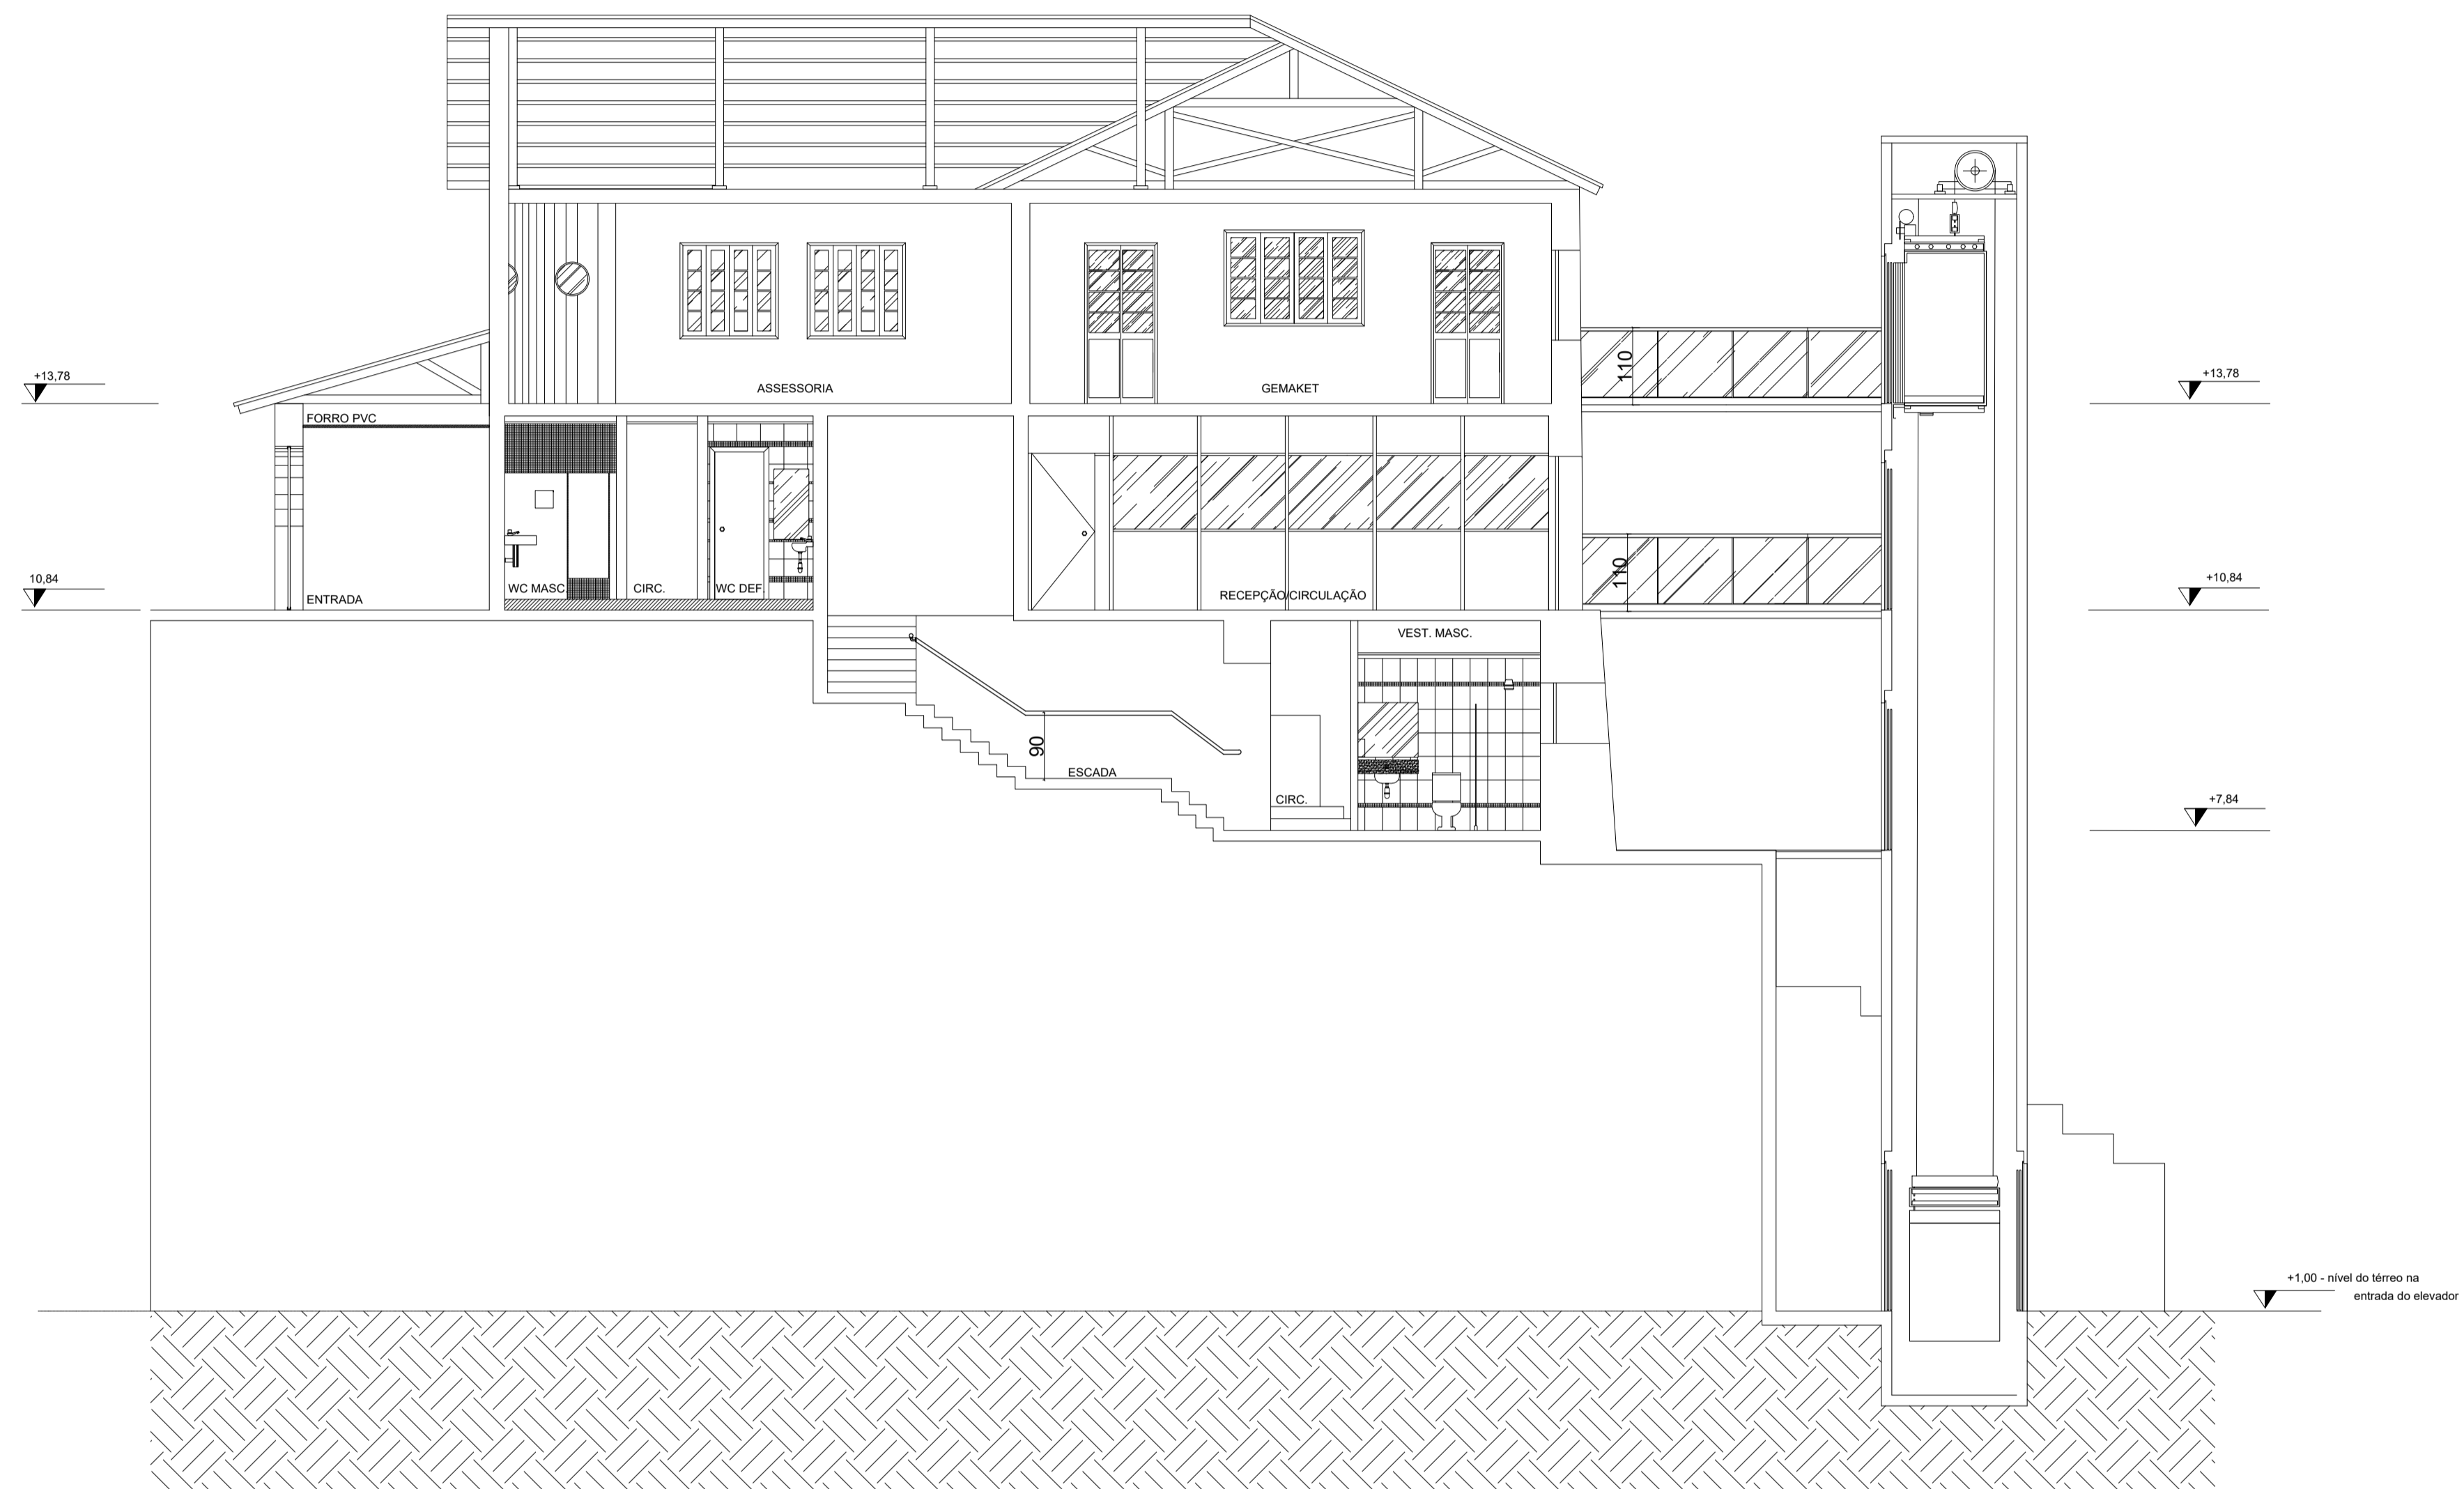 +13,78
+13,78
ASSESSORIA
GEMAKET
110
FORRO PVC
10,84
+10,84
WC MASC.
CIRC.
WC DEF.
ENTRADA
RECEPÇÃO/CIRCULAÇÃO
110
VEST. MASC.
90
ESCADA
CIRC.
+7,84
+1,00 - nível do térreo na
entrada do elevador